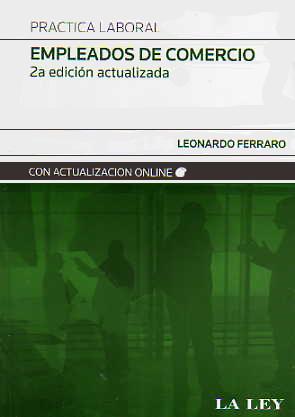 PRACTICA LABORAL
EMPLEADOS DE COMERCIO
2a edición actualizada
LEONARDO FERRARO
CON ACTUALIZACION ONLINE
LA LEY